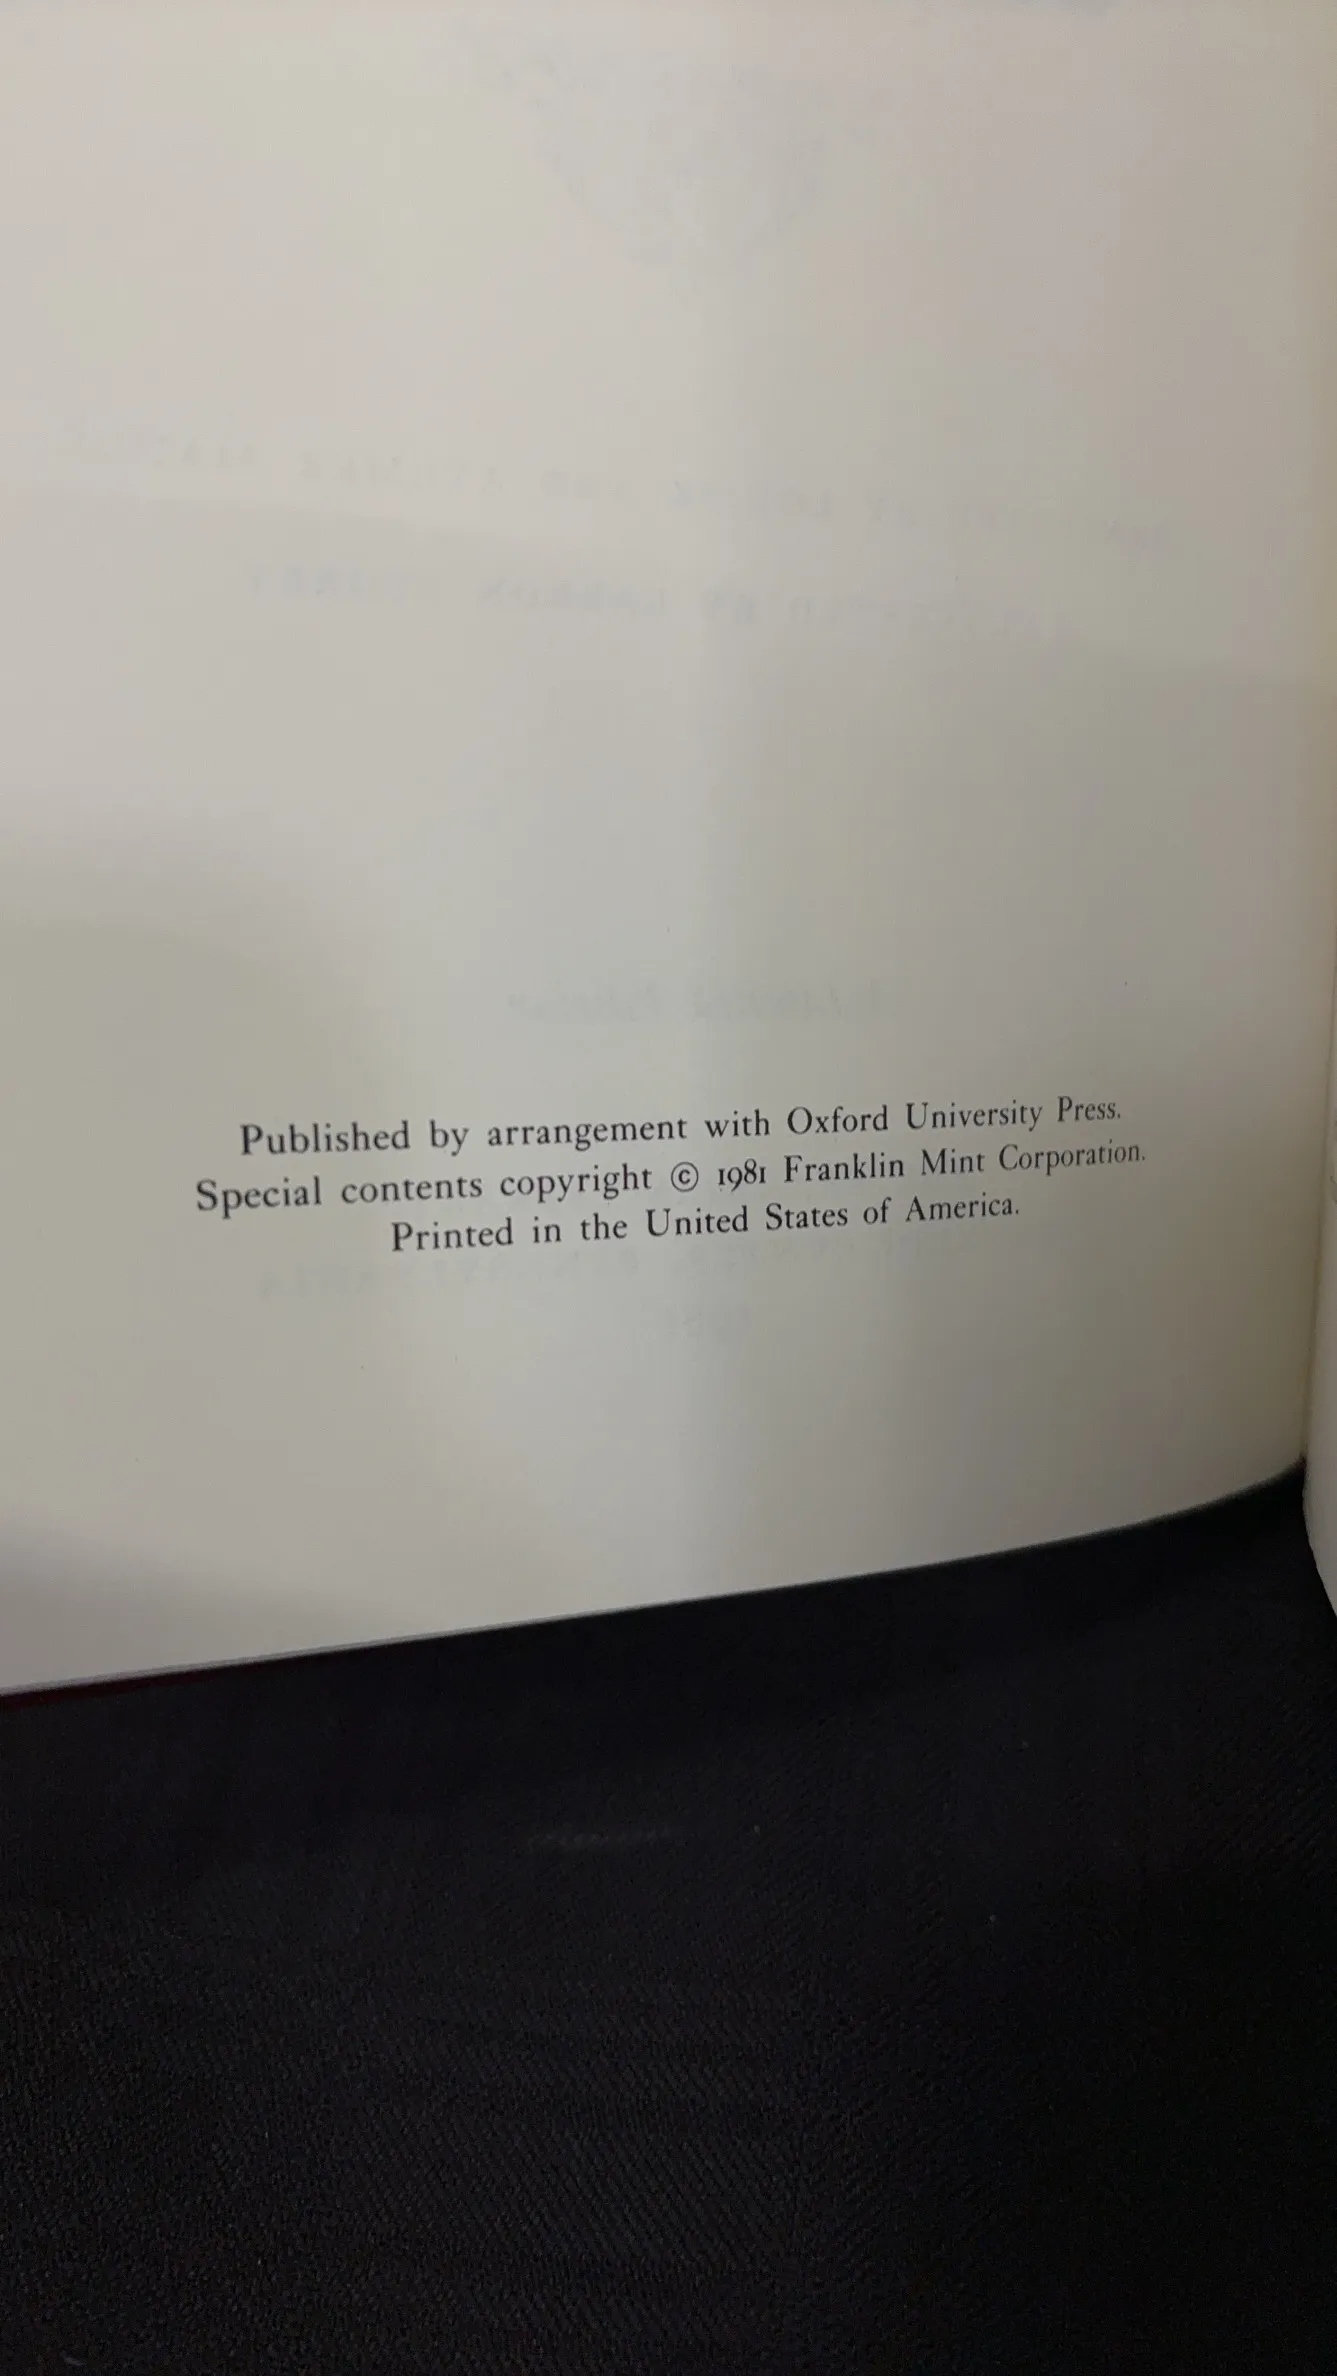 Published by arrangement with Oxford University Press.
Special contents copyright © 1981 Franklin Mint Corporation.
Printed in the United States of America.